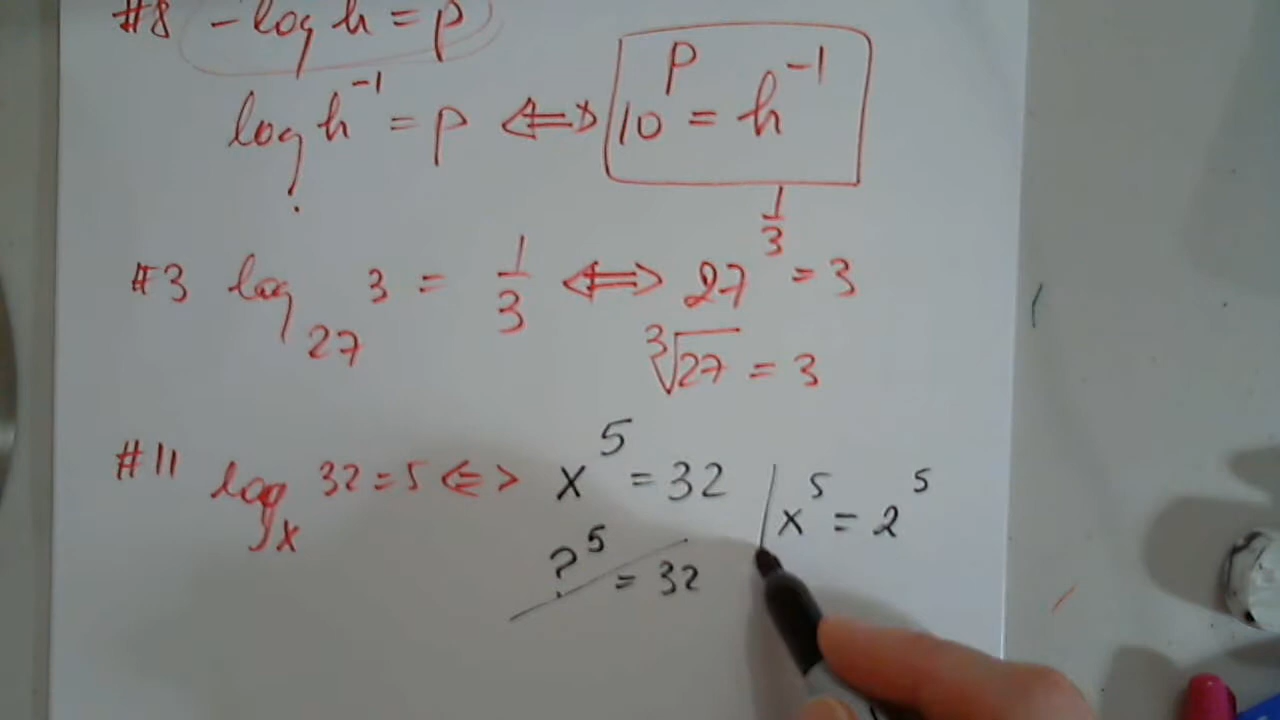 #8 -log h = p
log h⁻¹ = p ⟺ 10ᵖ = h⁻¹
?
#3 log₂₇ 3 = 1/3 ⟺ 27^(1/3) = 3
∛27 = 3
#11 logₓ 32 = 5 ⟺ x⁵ = 32 | x⁵ = 2⁵
?⁵ = 32